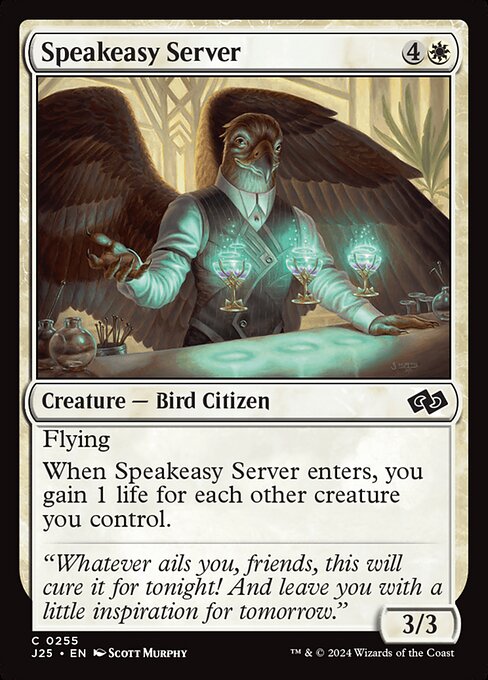 Speakeasy Server 4
Creature — Bird Citizen
Flying
When Speakeasy Server enters, you
gain 1 life for each other creature
you control.
“Whatever ails you, friends, this will
cure it for tonight! And leave you with a
little inspiration for tomorrow.”
3/3
C 0255
J25 • EN Scott Murphy
™ & © 2024 Wizards of the Coast